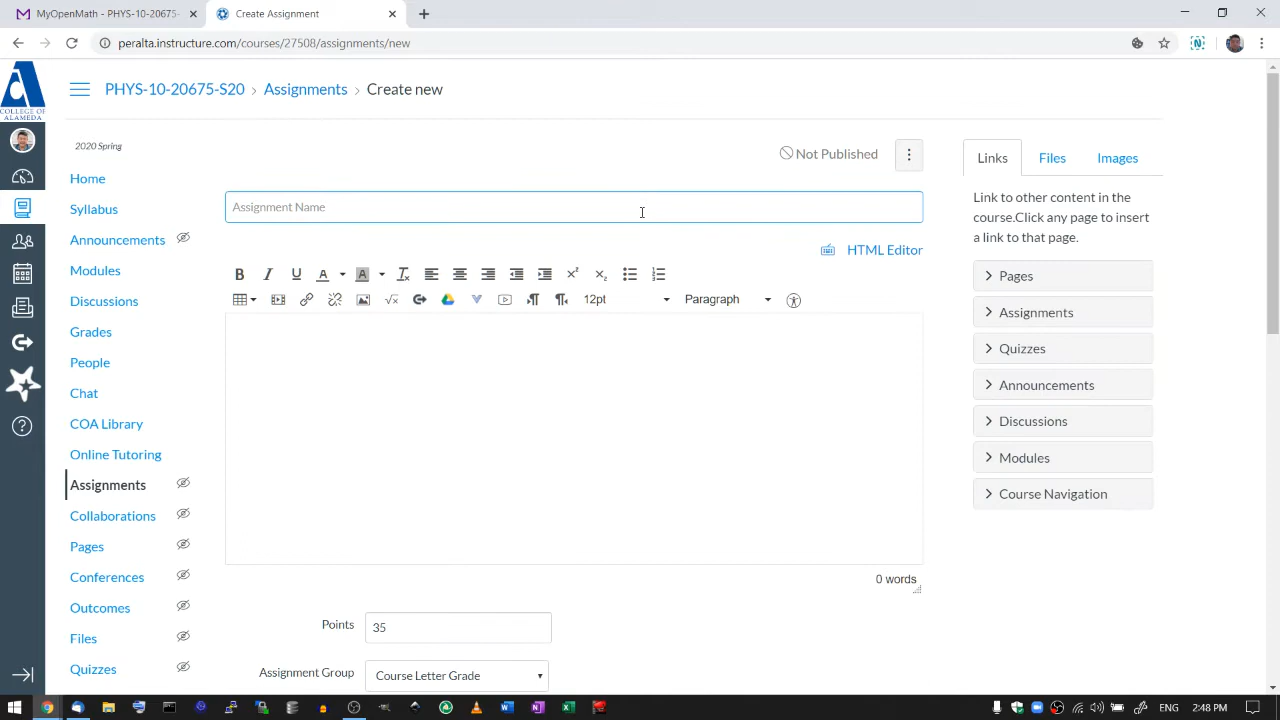 MyOpenMath - PHYS-10-20675
Create Assignment
peralta.instructure.com/courses/27508/assignments/new
COLLEGE OF
ALAMEDA
PHYS-10-20675-S20 › Assignments › Create new
2020 Spring
Home
Syllabus
Announcements
Modules
Discussions
Grades
People
Chat
COA Library
Online Tutoring
Assignments
Collaborations
Pages
Conferences
Outcomes
Files
Quizzes
Not Published
Assignment Name
HTML Editor
12pt
Paragraph
0 words
Points
35
Assignment Group
Course Letter Grade
Links
Files
Images
Link to other content in the
course.Click any page to insert
a link to that page.
Pages
Assignments
Quizzes
Announcements
Discussions
Modules
Course Navigation
ENG
2:48 PM